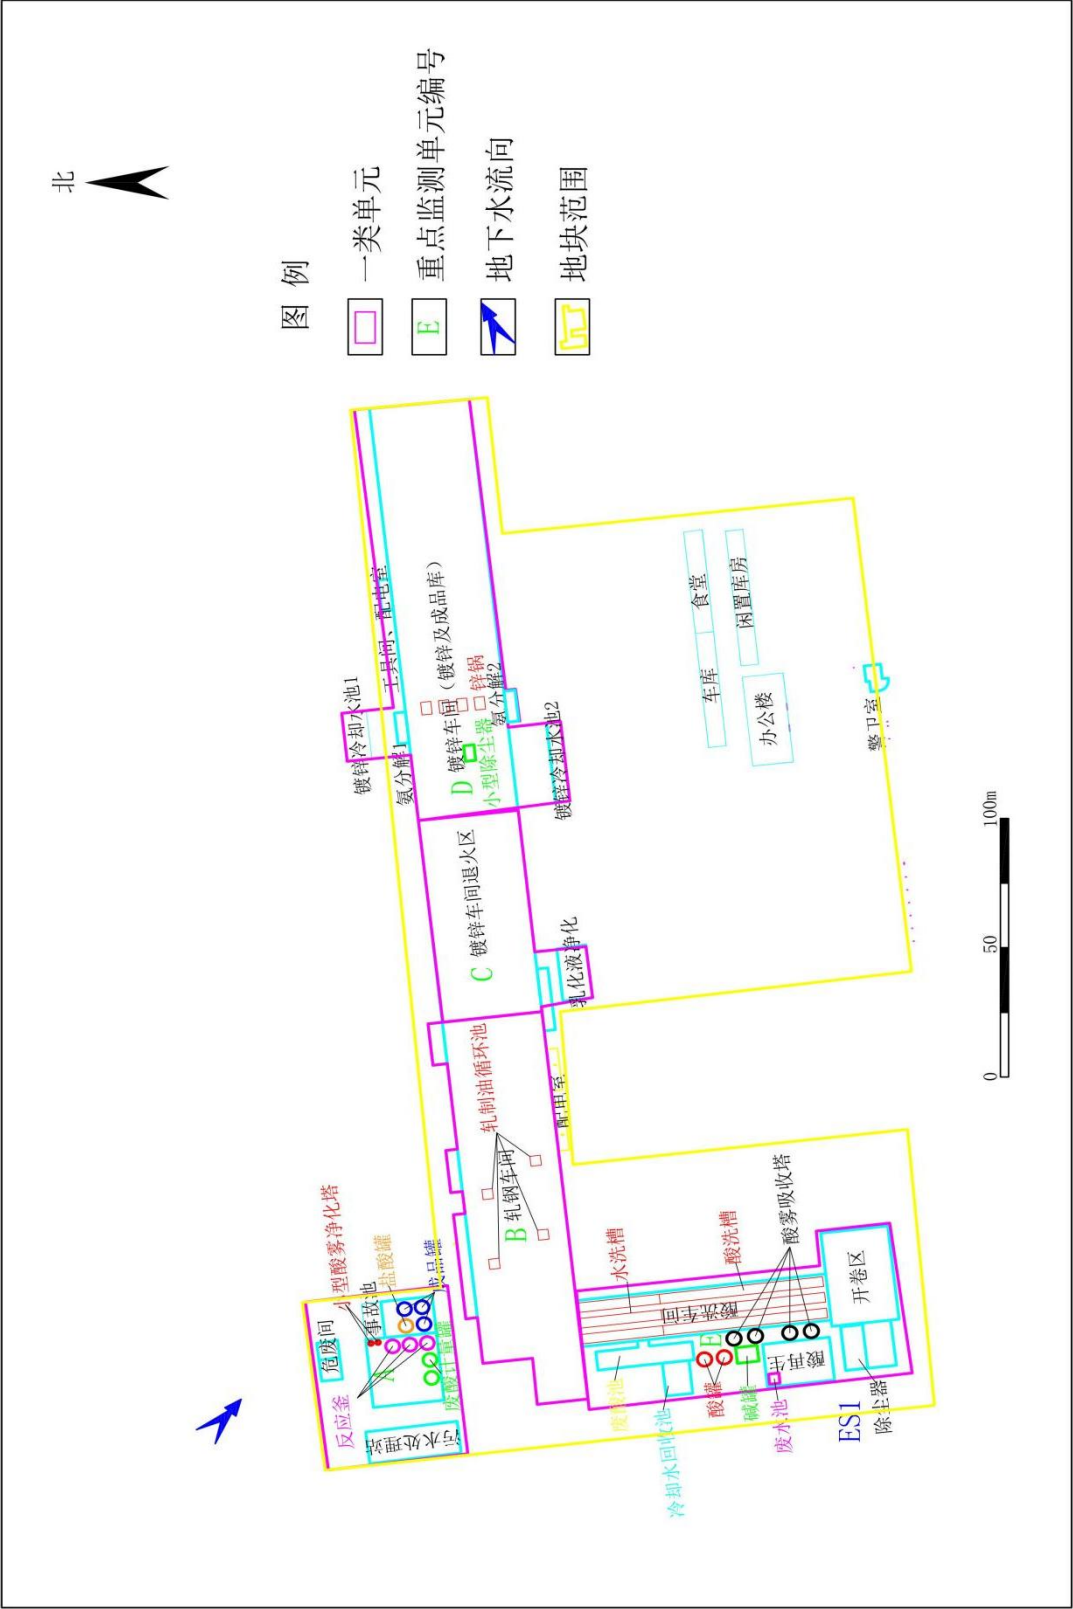 北
图 例
一类单元
E
重点监测单元编号
地下水流向
地块范围
小型酸雾净化塔
盐酸罐
成品罐
危废间
事故池
反应釜
A
废酸计量罐
污水处理站
B
轧钢车间
轧制油循环池
配电室
C
镀锌车间退火区
乳化液净化
镀锌冷却水池1
工具间、配电室
氨分解1
D
镀锌车间（镀锌及成品库）
小型除尘器
锌锅
氨分解2
镀锌冷却水池2
车库
食堂
闲置库房
办公楼
警卫室
水洗槽
酸洗槽
酸雾吸收塔
酸洗车间
开卷区
E
废酸池
冷却水回收池
酸罐
碱罐
酸再生
废水池
ES1
除尘器
0
50
100m